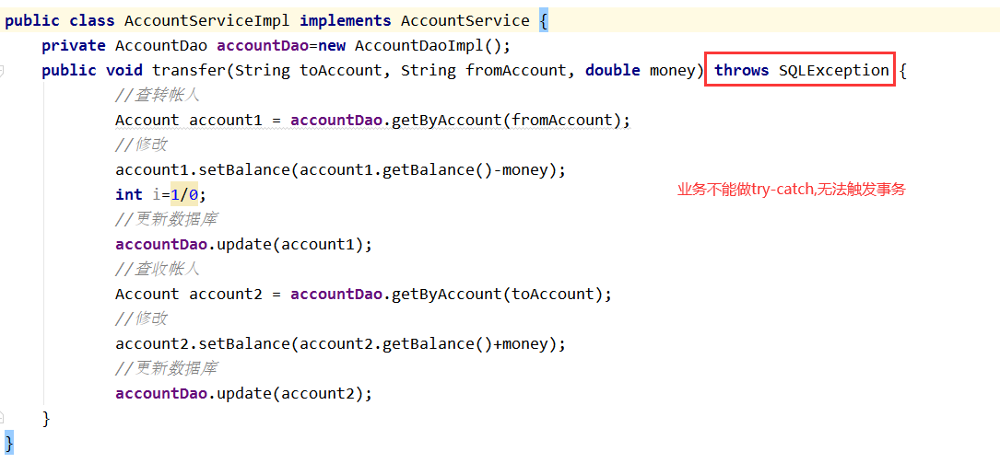 public class AccountServiceImpl implements AccountService {
    private AccountDao accountDao=new AccountDaoImpl();
    public void transfer(String toAccount, String fromAccount, double money) throws SQLException {
            //查转帐人
            Account account1 = accountDao.getByAccount(fromAccount);
            //修改
            account1.setBalance(account1.getBalance()-money);
            int i=1/0;
业务不能做try-catch,无法触发事务
            //更新数据库
            accountDao.update(account1);
            //查收帐人
            Account account2 = accountDao.getByAccount(toAccount);
            //修改
            account2.setBalance(account2.getBalance()+money);
            //更新数据库
            accountDao.update(account2);
    }
}